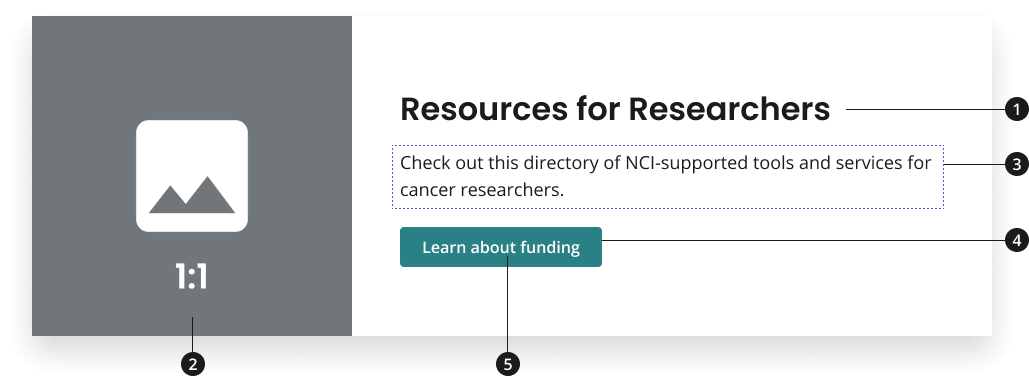 Resources for Researchers
1
Check out this directory of NCI-supported tools and services for
cancer researchers.
3
Learn about funding
4
1:1
2
5